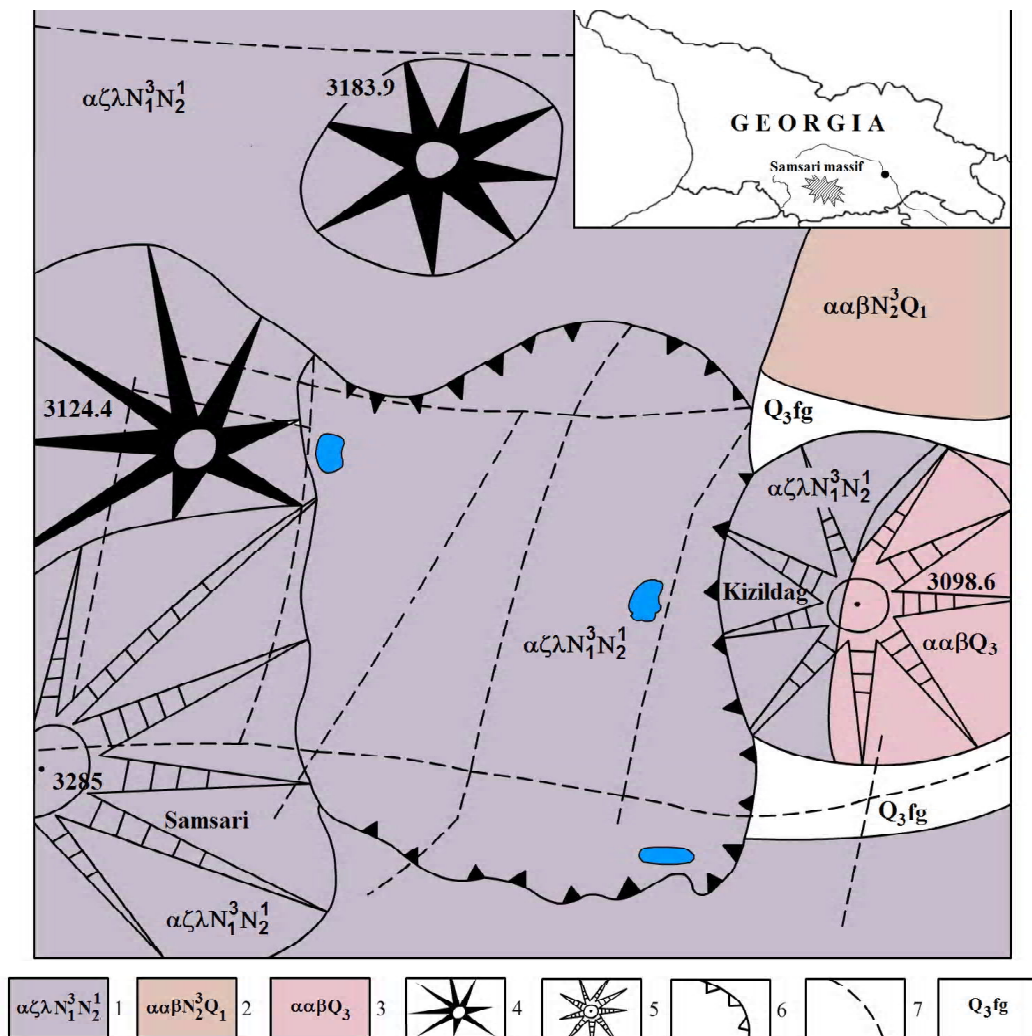 αζλN₁³N₂¹
3183.9
GEORGIA
Samsari massif
ααβN₂³Q₁
3124.4
Q₃fg
αζλN₁³N₂¹
Kizildag
3098.6
αζλN₁³N₂¹
ααβQ₃
3285
Samsari
Q₃fg
αζλN₁³N₂¹
αζλN₁³N₂¹ 1 ααβN₂³Q₁ 2 ααβQ₃ 3 4 5 6 7 Q₃fg